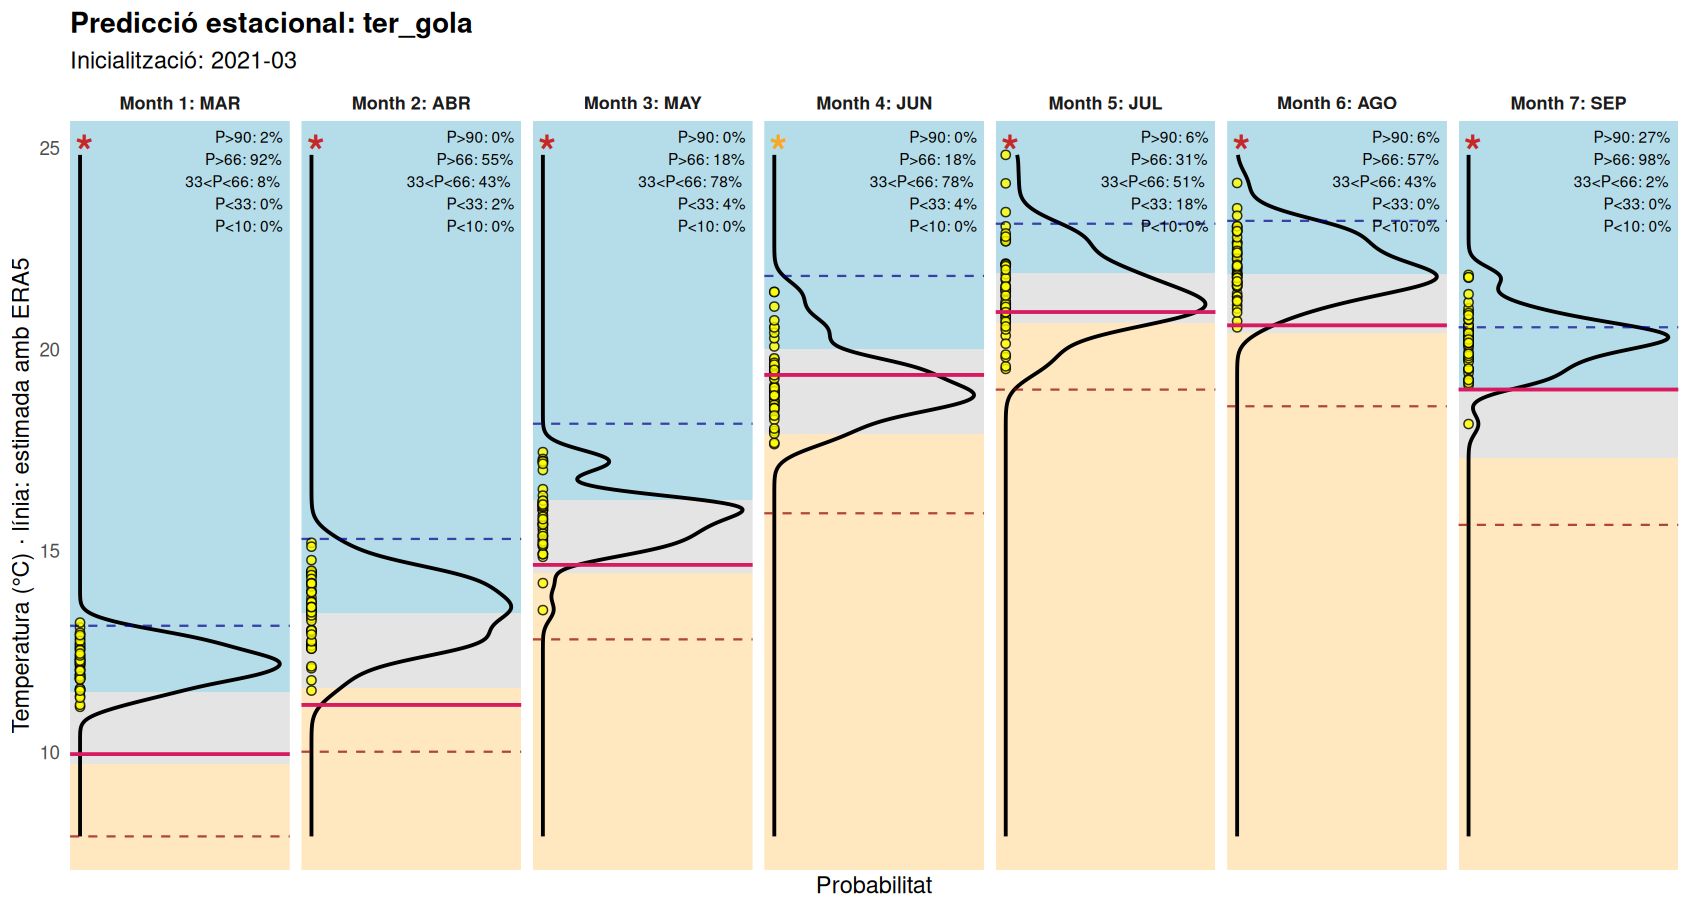 Predicció estacional: ter_gola
Inicialització: 2021-03
Month 1: MAR
Month 2: ABR
Month 3: MAY
Month 4: JUN
Month 5: JUL
Month 6: AGO
Month 7: SEP
Temperatura (°C) · línia: estimada amb ERA5
25
20
15
10
*
P>90: 2%
P>66: 92%
33<P<66: 8%
P<33: 0%
P<10: 0%
*
P>90: 0%
P>66: 55%
33<P<66: 43%
P<33: 2%
P<10: 0%
*
P>90: 0%
P>66: 18%
33<P<66: 78%
P<33: 4%
P<10: 0%
*
P>90: 0%
P>66: 18%
33<P<66: 78%
P<33: 4%
P<10: 0%
*
P>90: 6%
P>66: 31%
33<P<66: 51%
P<33: 18%
P<10: 0%
*
P>90: 6%
P>66: 57%
33<P<66: 43%
P<33: 0%
P<10: 0%
*
P>90: 27%
P>66: 98%
33<P<66: 2%
P<33: 0%
P<10: 0%
Probabilitat